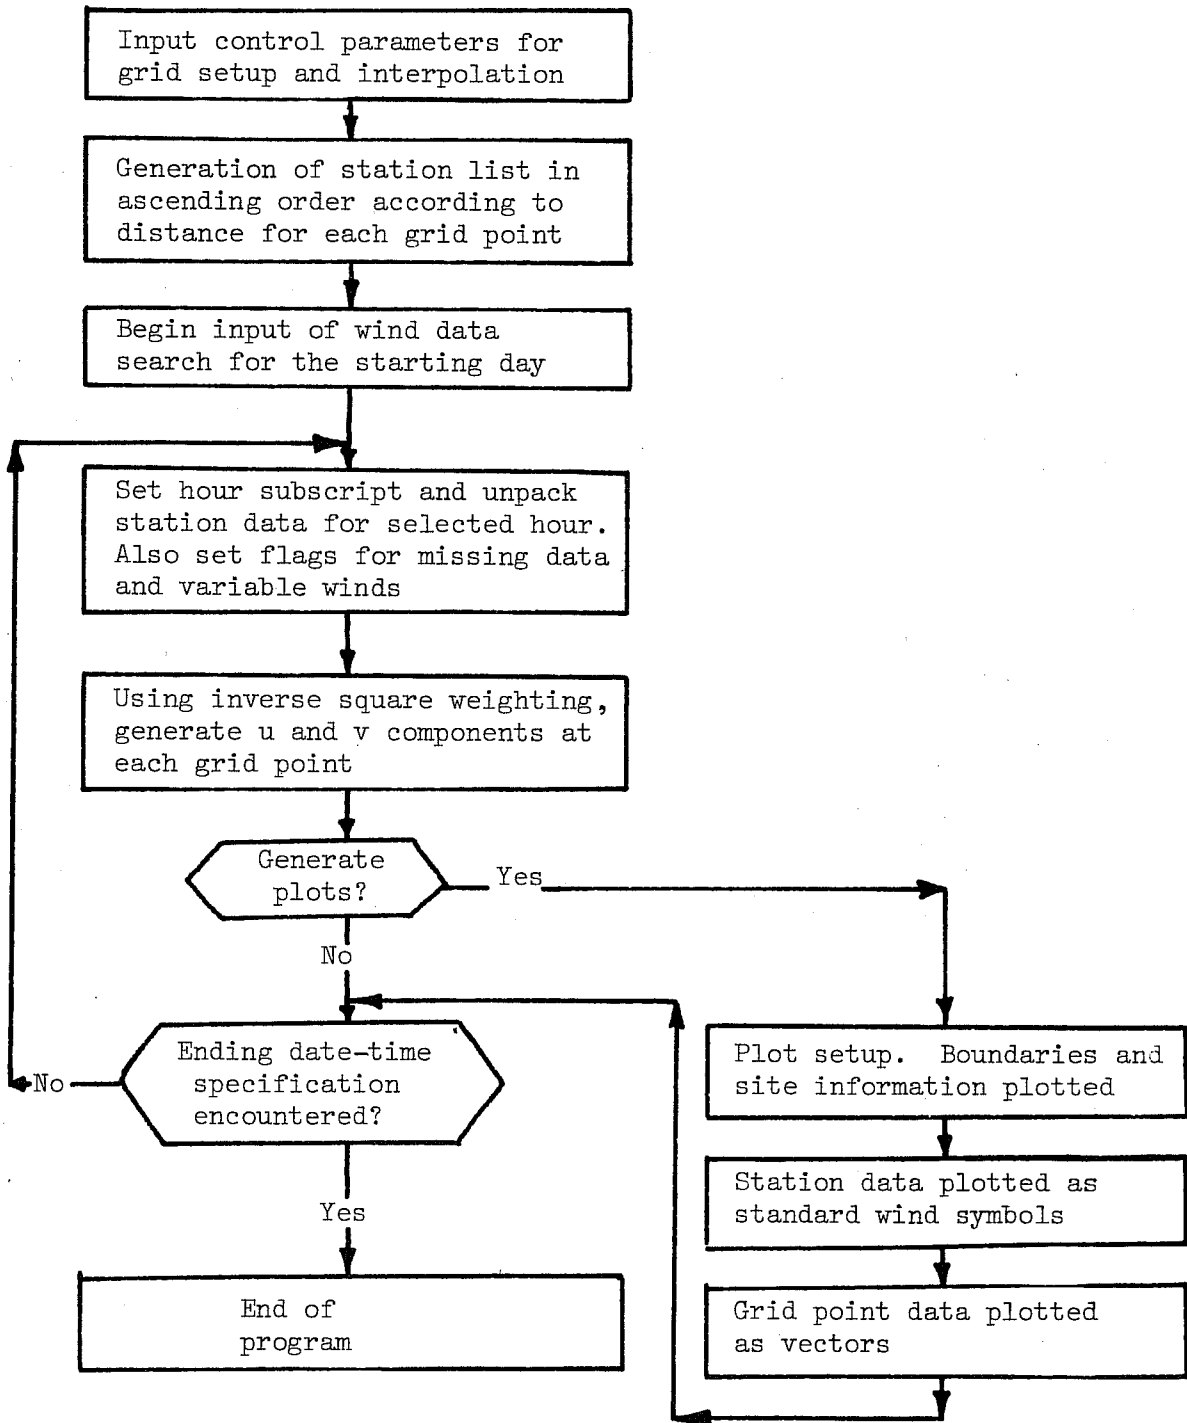 Input control parameters for
grid setup and interpolation
Generation of station list in
ascending order according to
distance for each grid point
Begin input of wind data
search for the starting day
Set hour subscript and unpack
station data for selected hour.
Also set flags for missing data
and variable winds
Using inverse square weighting,
generate u and v components at
each grid point
Generate
plots?
Yes
No
Ending date-time
specification
encountered?
No
Yes
End of
program
Plot setup. Boundaries and
site information plotted
Station data plotted as
standard wind symbols
Grid point data plotted
as vectors